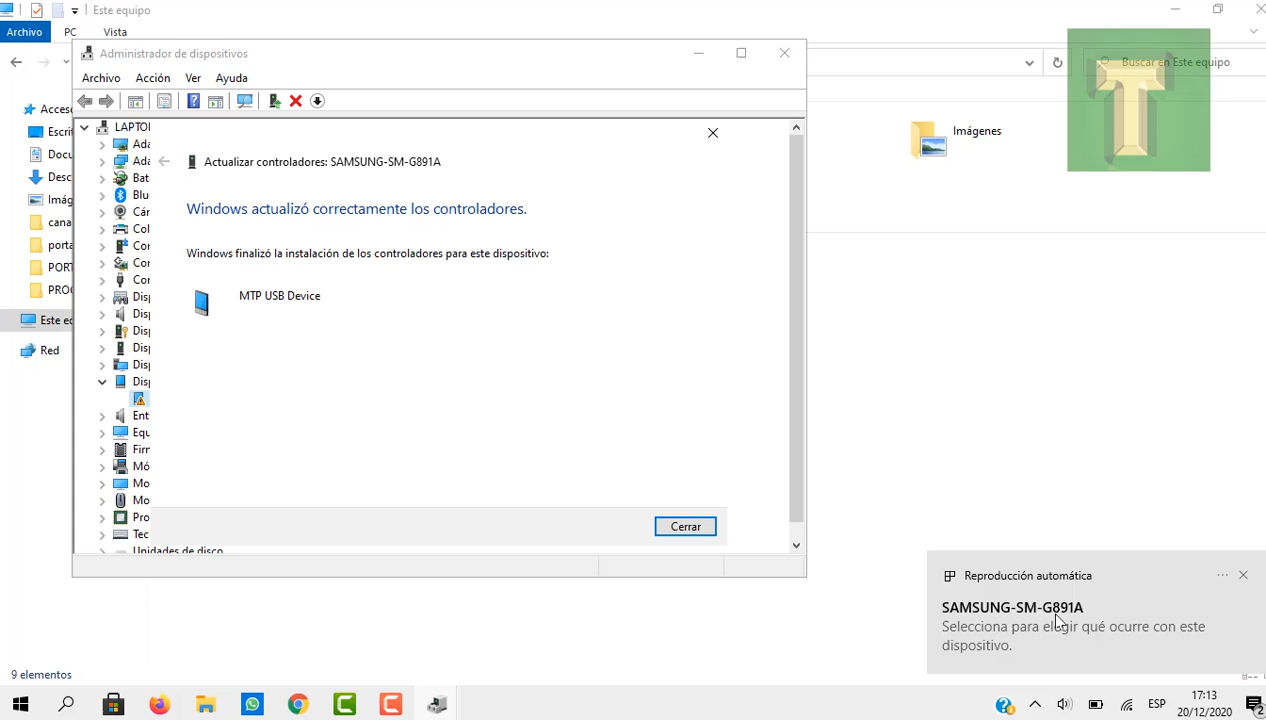 Este equipo
Archivo
PC
Vista
Administrador de dispositivos
Archivo
Acción
Ver
Ayuda
Buscar en Este equipo
T
Acceso
Escrit
Docu
Desc
Imág
cana
porta
PORT
PROG
Este eq
Red
Imágenes
LAPTO
Ada
Ada
Bat
Blu
Cár
Col
Cor
Cor
Cor
Disp
Disp
Disp
Disp
Disp
Disp
Ent
Equ
Firr
Mó
Mo
Mo
Pro
Tec
Unidades de disco
Actualizar controladores: SAMSUNG-SM-G891A
Windows actualizó correctamente los controladores.
Windows finalizó la instalación de los controladores para este dispositivo:
MTP USB Device
Cerrar
Reproducción automática
SAMSUNG-SM-G891A
Selecciona para elegir qué ocurre con este
dispositivo.
9 elementos
ESP
17:13
20/12/2020
2